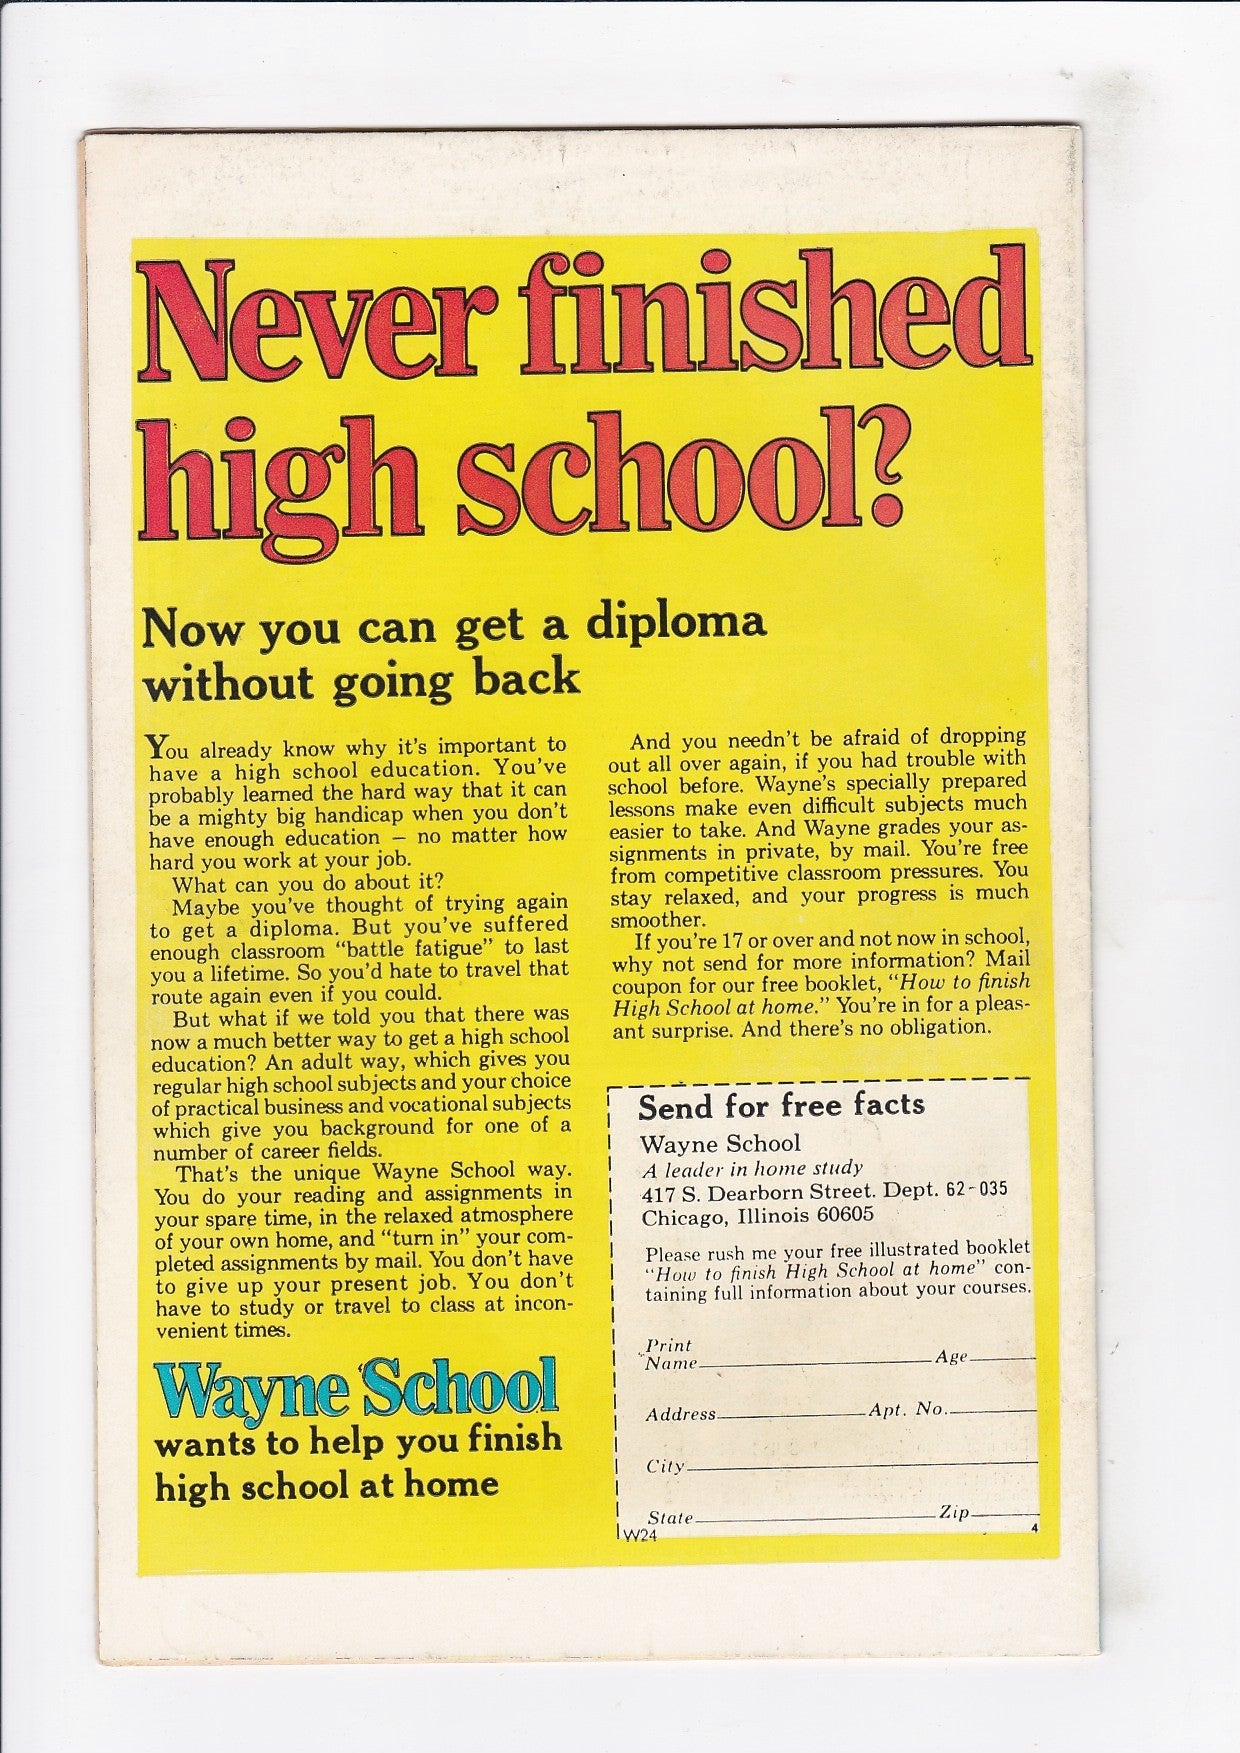 Never finished
high school?
Now you can get a diploma
without going back
You already know why it's important to
have a high school education. You've
probably learned the hard way that it can
be a mighty big handicap when you don't
have enough education – no matter how
hard you work at your job.
What can you do about it?
Maybe you've thought of trying again
to get a diploma. But you've suffered
enough classroom "battle fatigue" to last
you a lifetime. So you'd hate to travel that
route again even if you could.
But what if we told you that there was
now a much better way to get a high school
education? An adult way, which gives you
regular high school subjects and your choice
of practical business and vocational subjects
which give you background for one of a
number of career fields.
That's the unique Wayne School way.
You do your reading and assignments in
your spare time, in the relaxed atmosphere
of your own home, and "turn in" your com-
pleted assignments by mail. You don't have
to give up your present job. You don't
have to study or travel to class at incon-
venient times.
Wayne School
wants to help you finish
high school at home
And you needn't be afraid of dropping
out all over again, if you had trouble with
school before. Wayne's specially prepared
lessons make even difficult subjects much
easier to take. And Wayne grades your as-
signments in private, by mail. You're free
from competitive classroom pressures. You
stay relaxed, and your progress is much
smoother.
If you're 17 or over and not now in school,
why not send for more information? Mail
coupon for our free booklet, "How to finish
High School at home." You're in for a pleas-
ant surprise. And there's no obligation.
Send for free facts
Wayne School
A leader in home study
417 S. Dearborn Street. Dept. 62-035
Chicago, Illinois 60605
Please rush me your free illustrated booklet
"How to finish High School at home" con-
taining full information about your courses.
Print
Name Age
Address Apt. No.
City
State Zip
W24 4